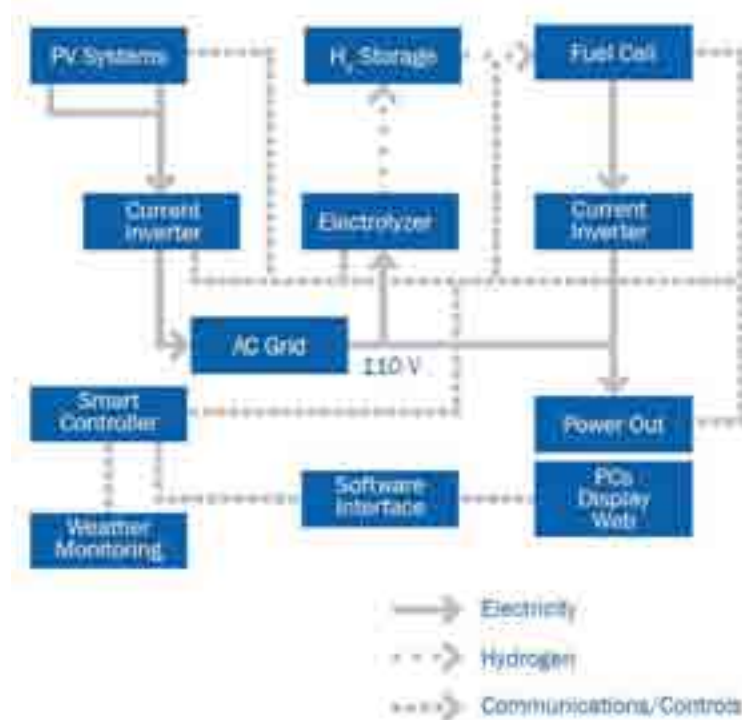 PV Systems
H₂ Storage
Fuel Cell
Current
Inverter
Electrolyzer
Current
Inverter
AC Grid
110 V
Smart
Controller
Power Out
Software
Interface
PCs
Display
Web
Weather
Monitoring
Electricity
Hydrogen
Communications/Controls